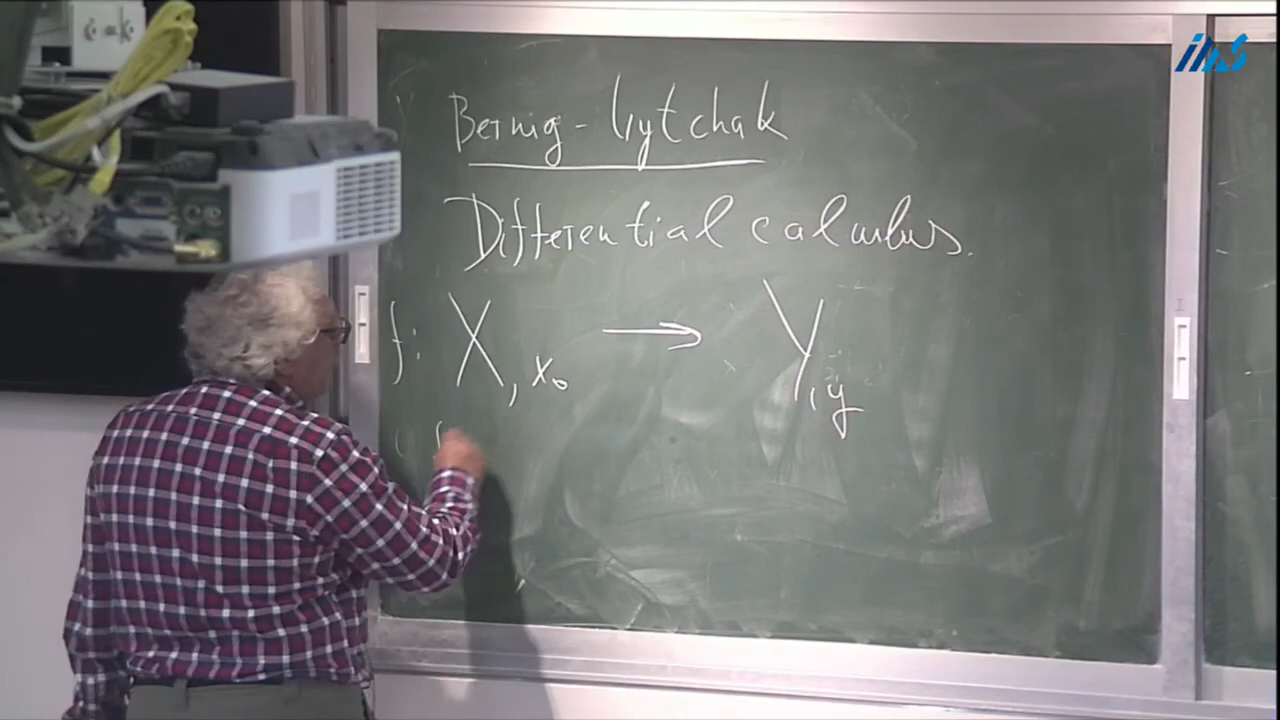 Bernig - Lytchak
Differential calculus.
f: X, x₀ → Y, y